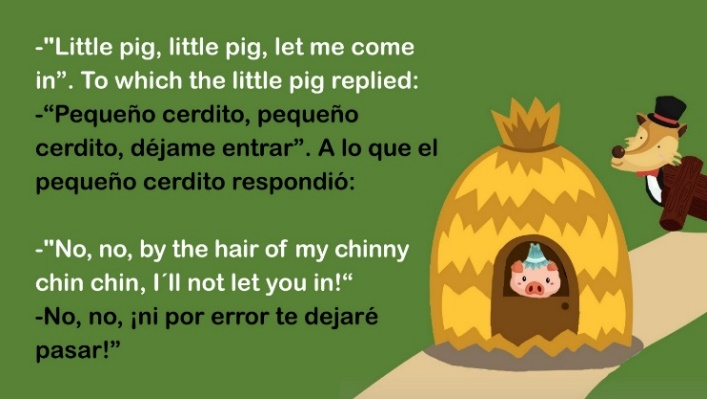 -"Little pig, little pig, let me come
in”. To which the little pig replied:
-“Pequeño cerdito, pequeño
cerdito, déjame entrar”. A lo que el
pequeño cerdito respondió:
-"No, no, by the hair of my chinny
chin chin, I´ll not let you in!“
-No, no, ¡ni por error te dejaré
pasar!”